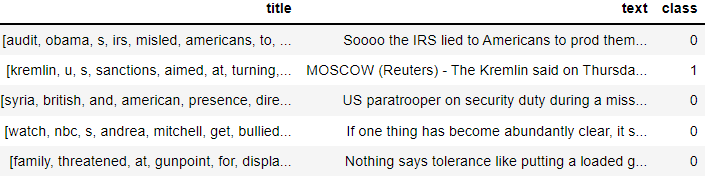 title text class
[audit, obama, s, irs, misled, americans, to, ... Soooo the IRS lied to Americans to prod them... 0
[kremlin, u, s, sanctions, aimed, at, turning,... MOSCOW (Reuters) - The Kremlin said on Thursda... 1
[syria, british, and, american, presence, dire... US paratrooper on security duty during a miss... 0
[watch, nbc, s, andrea, mitchell, get, bullied... If one thing has become abundantly clear, it s... 0
[family, threatened, at, gunpoint, for, displa... Nothing says tolerance like putting a loaded g... 0